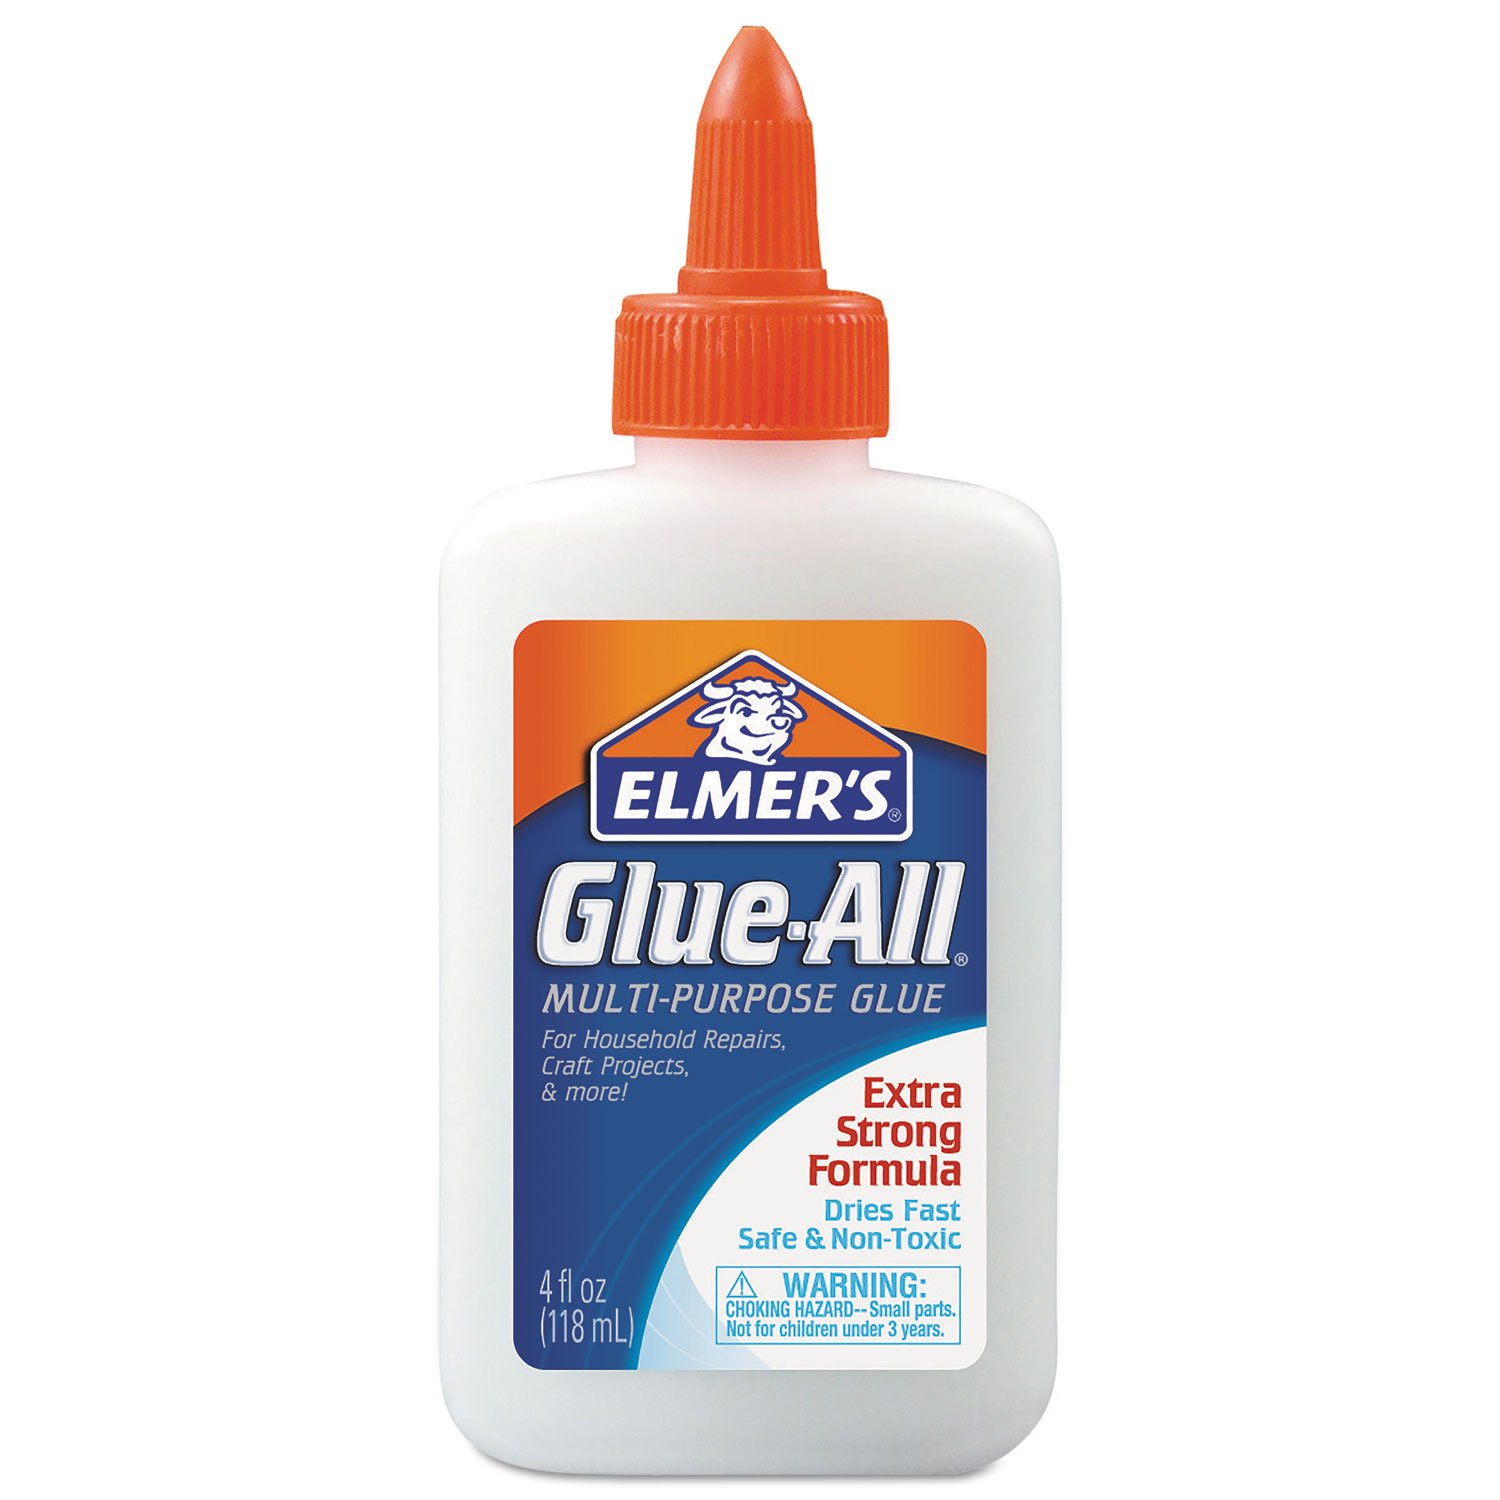 ELMER'S®
Glue-All®
MULTI-PURPOSE GLUE
For Household Repairs,
Craft Projects,
& more!
Extra
Strong
Formula
Dries Fast
Safe & Non-Toxic
4 fl oz
(118 mL)
WARNING:
CHOKING HAZARD--Small parts.
Not for children under 3 years.